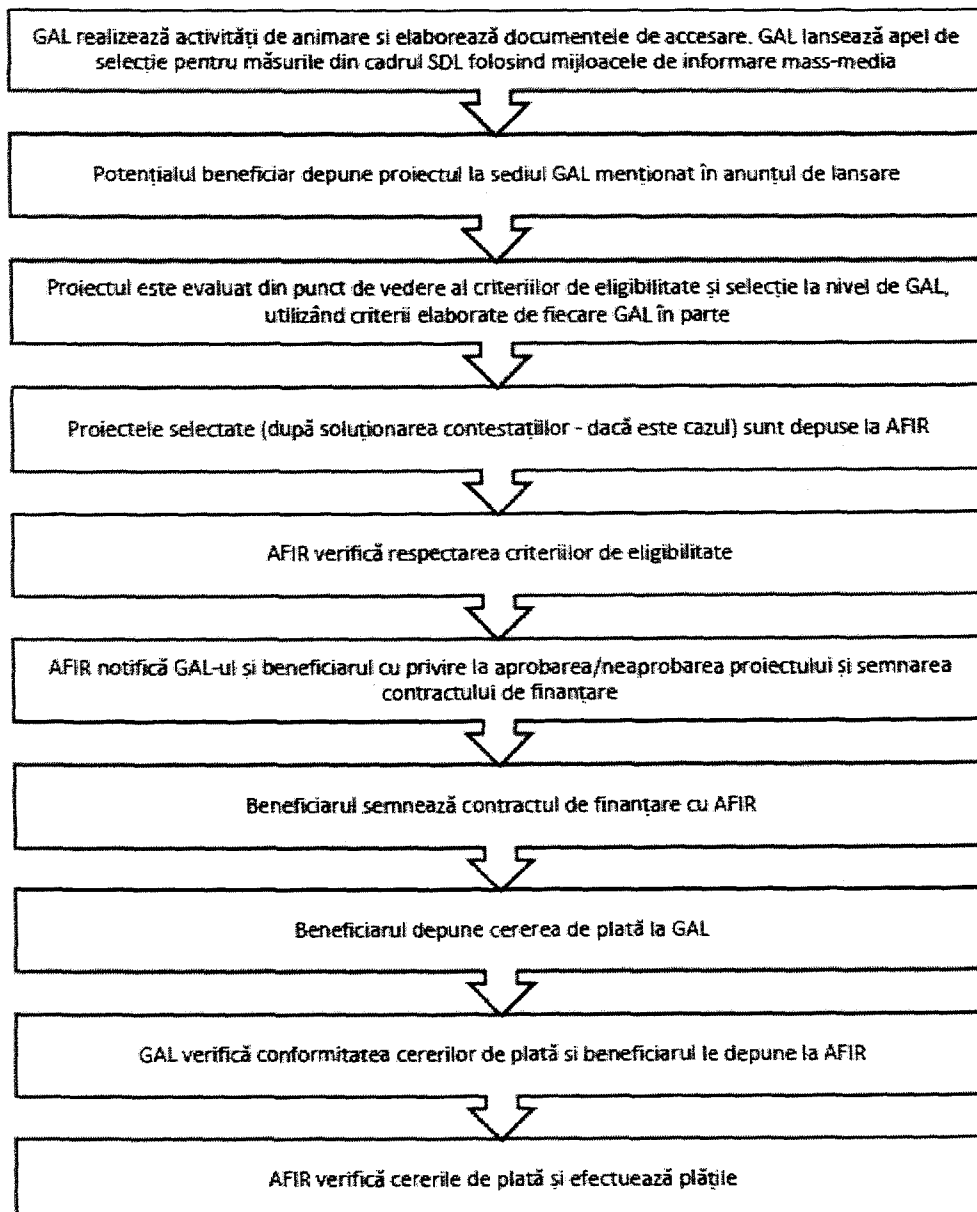 GAL realizează activități de animare si elaborează documentele de accesare. GAL lansează apel de
selecție pentru măsurile din cadrul SDL folosind mijloacele de informare mass-media
Potențialul beneficiar depune proiectul la sediul GAL menționat în anunțul de lansare
Proiectul este evaluat din punct de vedere al criteriilor de eligibilitate și selecție la nivel de GAL,
utilizând criterii elaborate de fiecare GAL în parte
Proiectele selectate (după soluționarea contestațiilor - dacă este cazul) sunt depuse la AFIR
AFIR verifică respectarea criteriilor de eligibilitate
AFIR notifică GAL-ul și beneficiarul cu privire la aprobarea/neaprobarea proiectului și semnarea
contractului de finanțare
Beneficiarul semnează contractul de finanțare cu AFIR
Beneficiarul depune cererea de plată la GAL
GAL verifică conformitatea cererilor de plată si beneficiarul le depune la AFIR
AFIR verifică cererile de plată și efectuează plățile